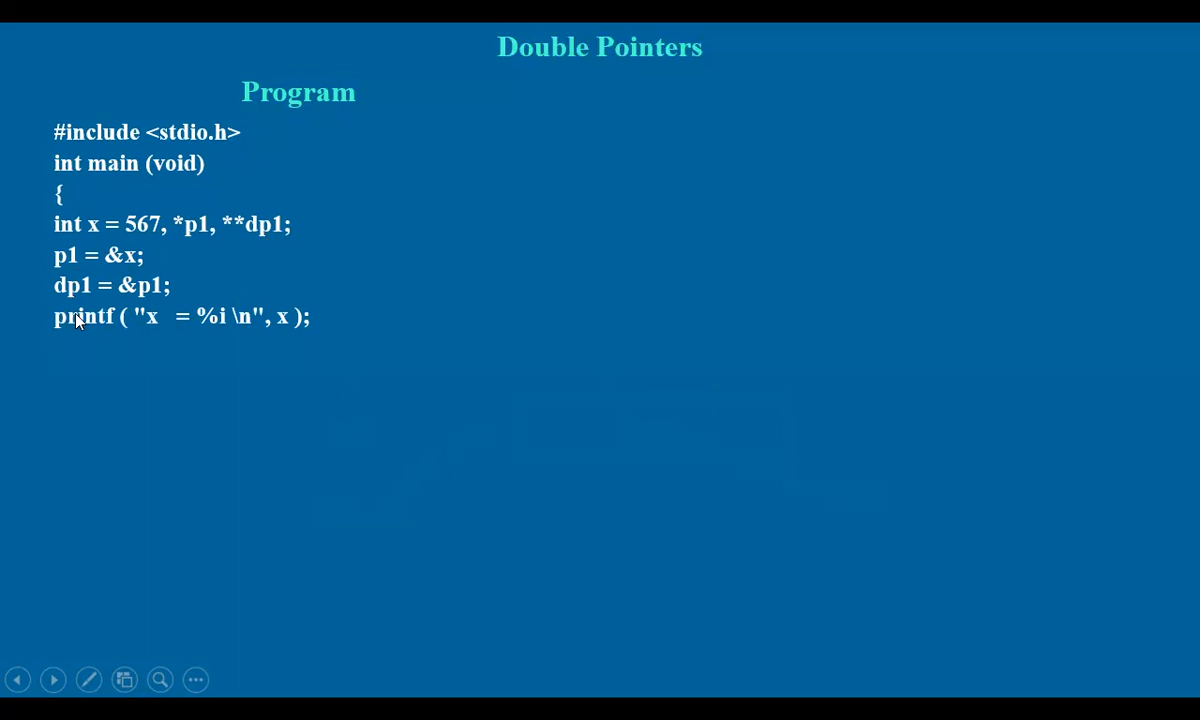 Double Pointers
Program
#include <stdio.h>
int main (void)
{
int x = 567, *p1, **dp1;
p1 = &x;
dp1 = &p1;
printf ( "x   = %i \n", x );